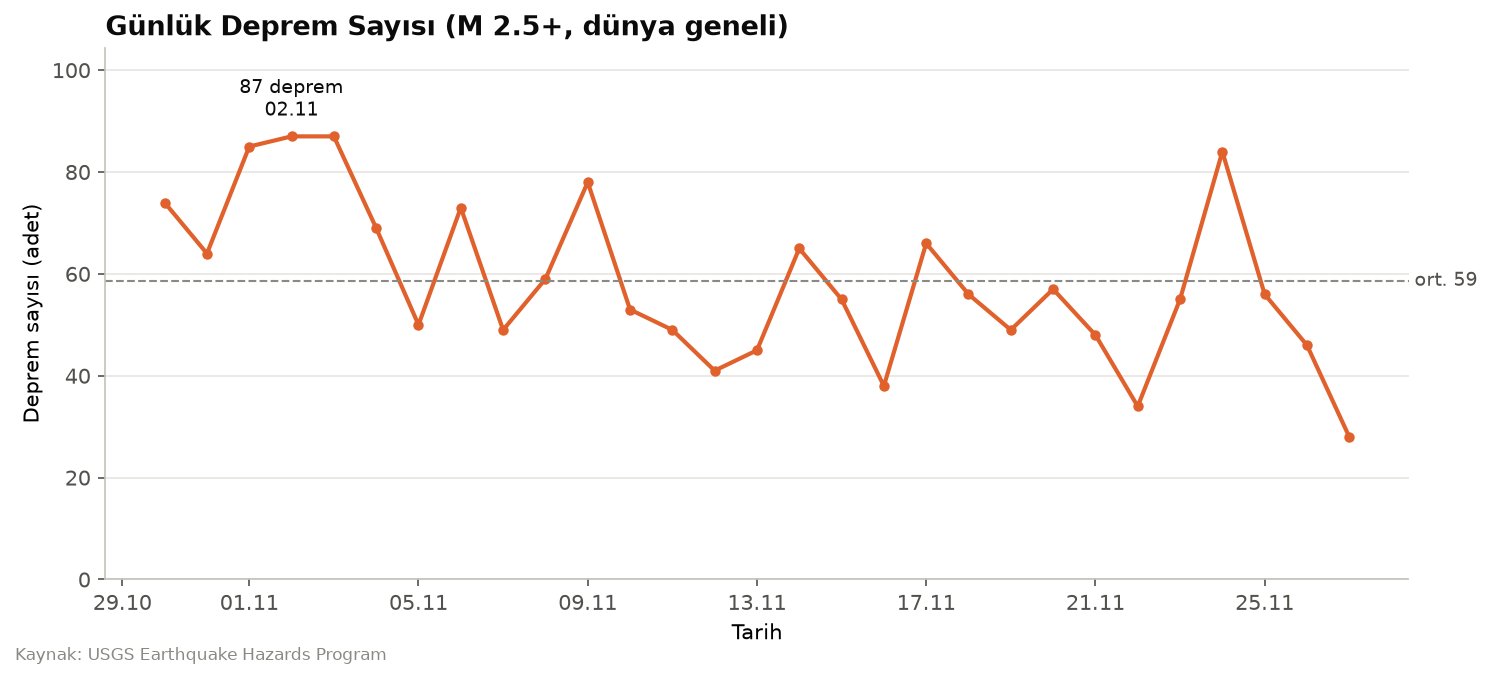 Günlük Deprem Sayısı (M 2.5+, dünya geneli)
100
80
60
40
20
0
Deprem sayısı (adet)
87 deprem
02.11
ort. 59
29.10
01.11
05.11
09.11
13.11
17.11
21.11
25.11
Tarih
Kaynak: USGS Earthquake Hazards Program